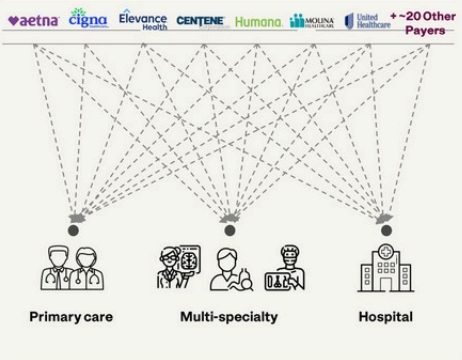 aetna
cigna
Elevance
Health
CENTENE
Humana
MOLINA
HEALTHCARE
United
Healthcare
+ ~20 Other
Payers
Primary care
Multi-specialty
Hospital